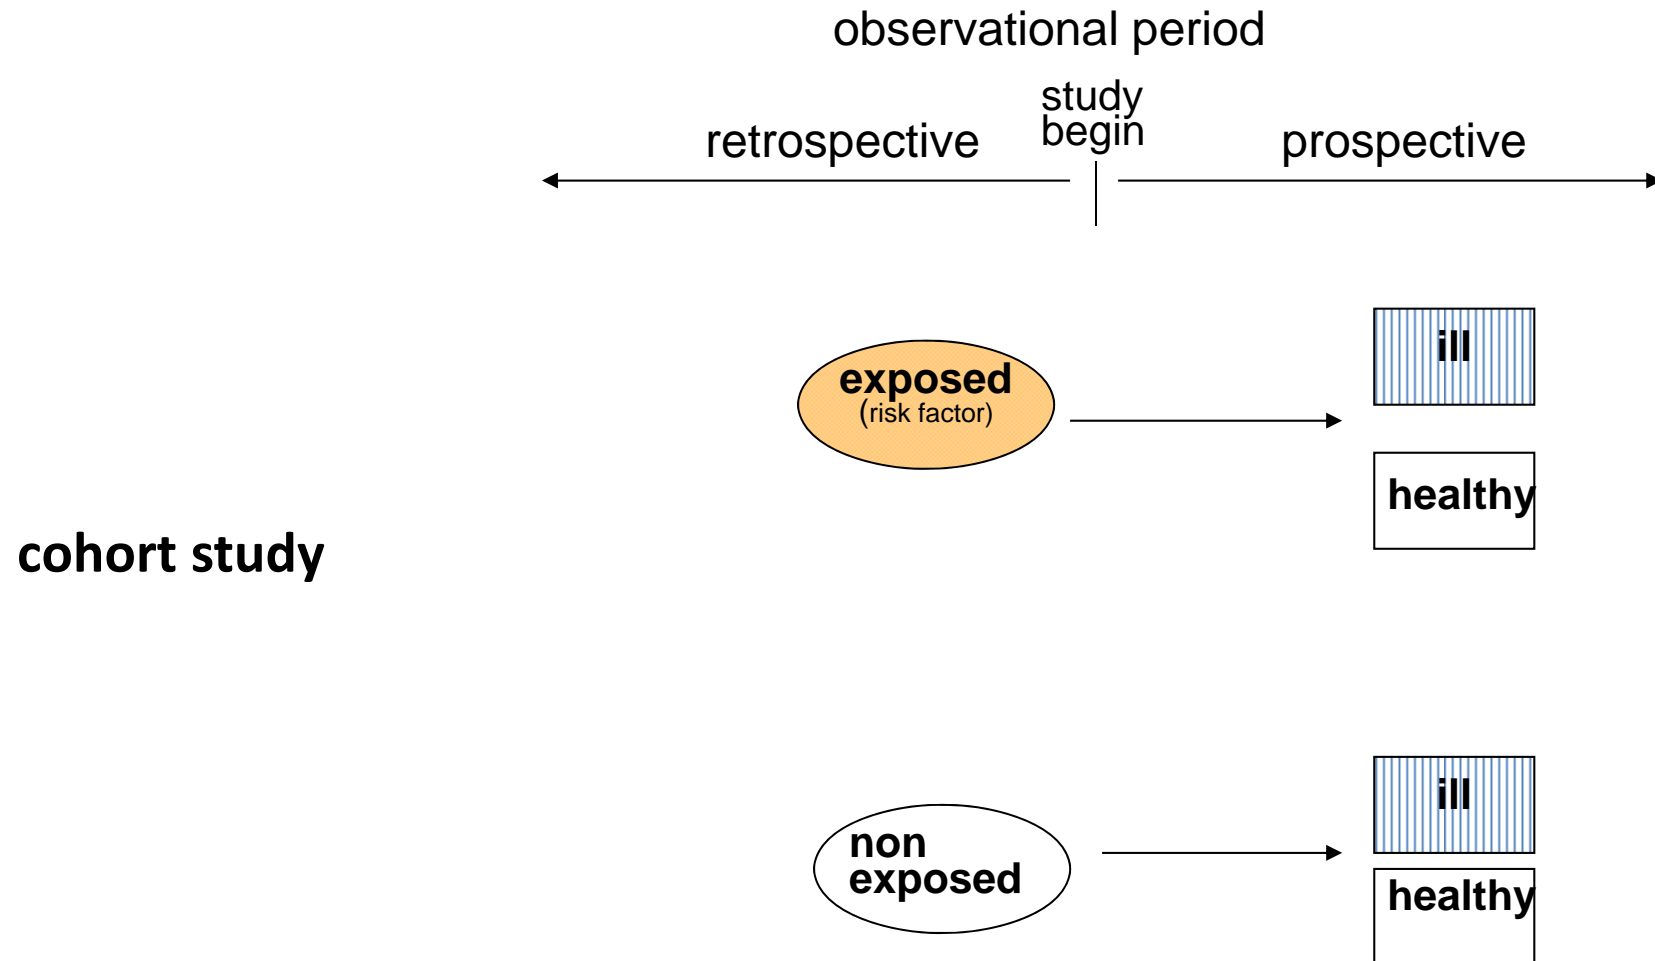 observational period
study
begin
retrospective
prospective
exposed
(risk factor)
ill
healthy
cohort study
non
exposed
ill
healthy